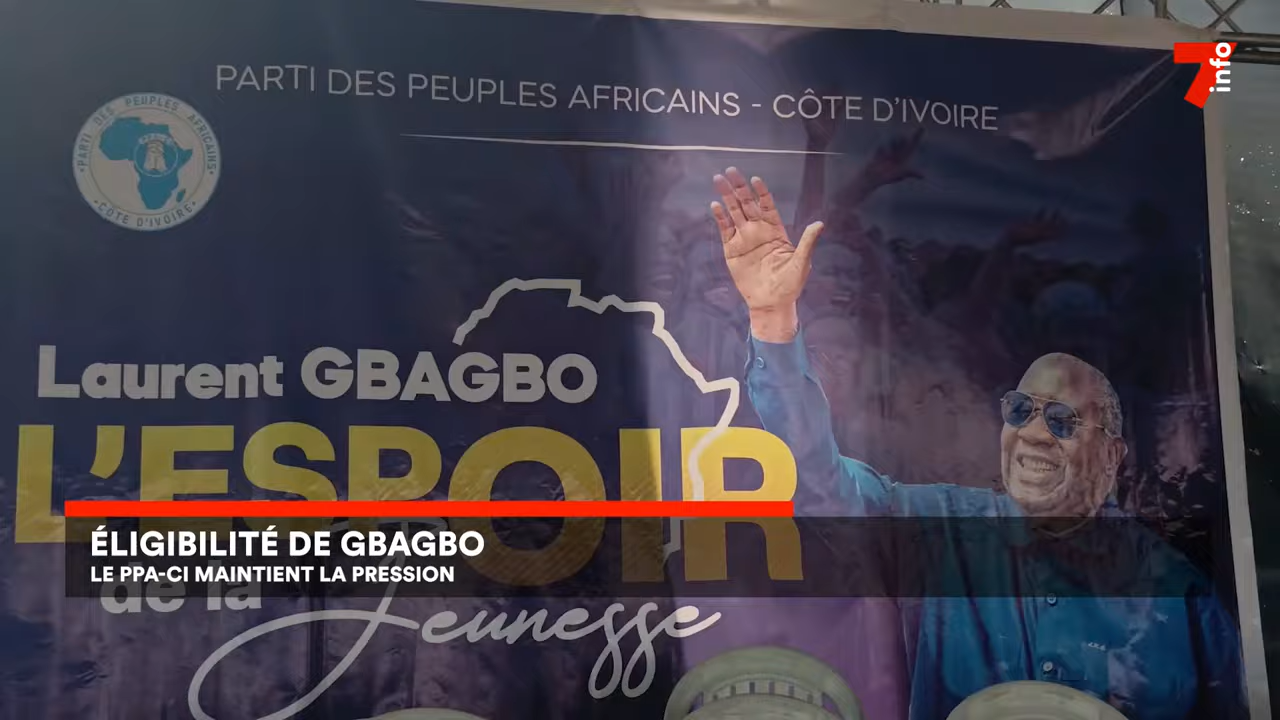 PARTI DES PEUPLES AFRICAINS - CÔTE D'IVOIRE
7
info
PARTI DES PEUPLES AFRICAINS
CÔTE D'IVOIRE
Laurent GBAGBO
L'ESPOIR
de la
Jeunesse
ÉLIGIBILITÉ DE GBAGBO
LE PPA-CI MAINTIENT LA PRESSION